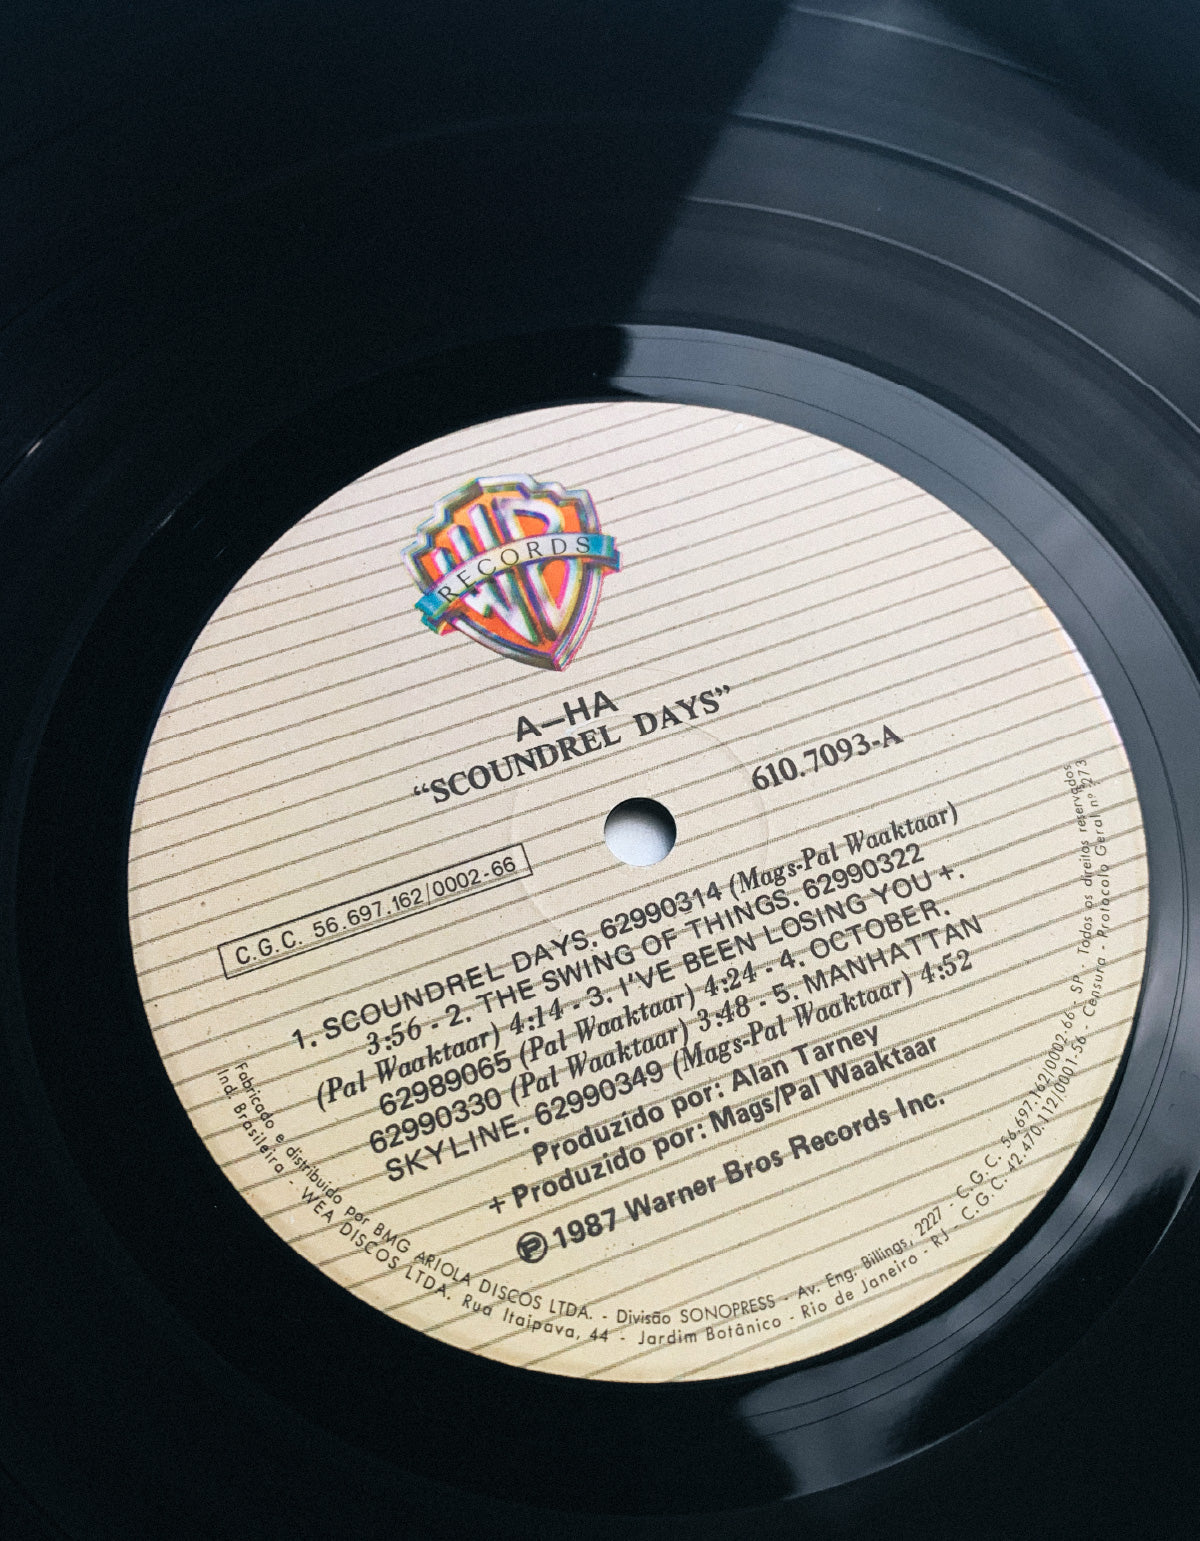 WB
RECORDS
A-HA
“SCOUNDREL DAYS”
610.7093-A
C.G.C. 56.697.162/0002-66
1. SCOUNDREL DAYS. 62990314 (Mags-Pal Waaktaar)
3:56 - 2. THE SWING OF THINGS. 62990322
(Pal Waaktaar) 4:14 - 3. I'VE BEEN LOSING YOU +.
62989065 (Pal Waaktaar) 4:24 - 4. OCTOBER.
62990330 (Pal Waaktaar) 3:48 - 5. MANHATTAN
SKYLINE. 62990349 (Mags-Pal Waaktaar) 4:52
Produzido por: Alan Tarney
+ Produzido por: Mags/Pal Waaktaar
Ⓟ 1987 Warner Bros Records Inc.
Fabricado e distribuído por BMG ARIOLA DISCOS LTDA. - Divisão SONOPRESS - Av. Eng. Billings, 2227 - C.G.C. 56.697.162/0002-66 - SP - Todos os direitos reservados
Ind. Brasileira - WEA DISCOS LTDA. Rua Itaipava, 44 - Jardim Botânico - Rio de Janeiro - RJ - C.G.C. 42.470.112/0001-56 - Censura - Protocolo Geral nº